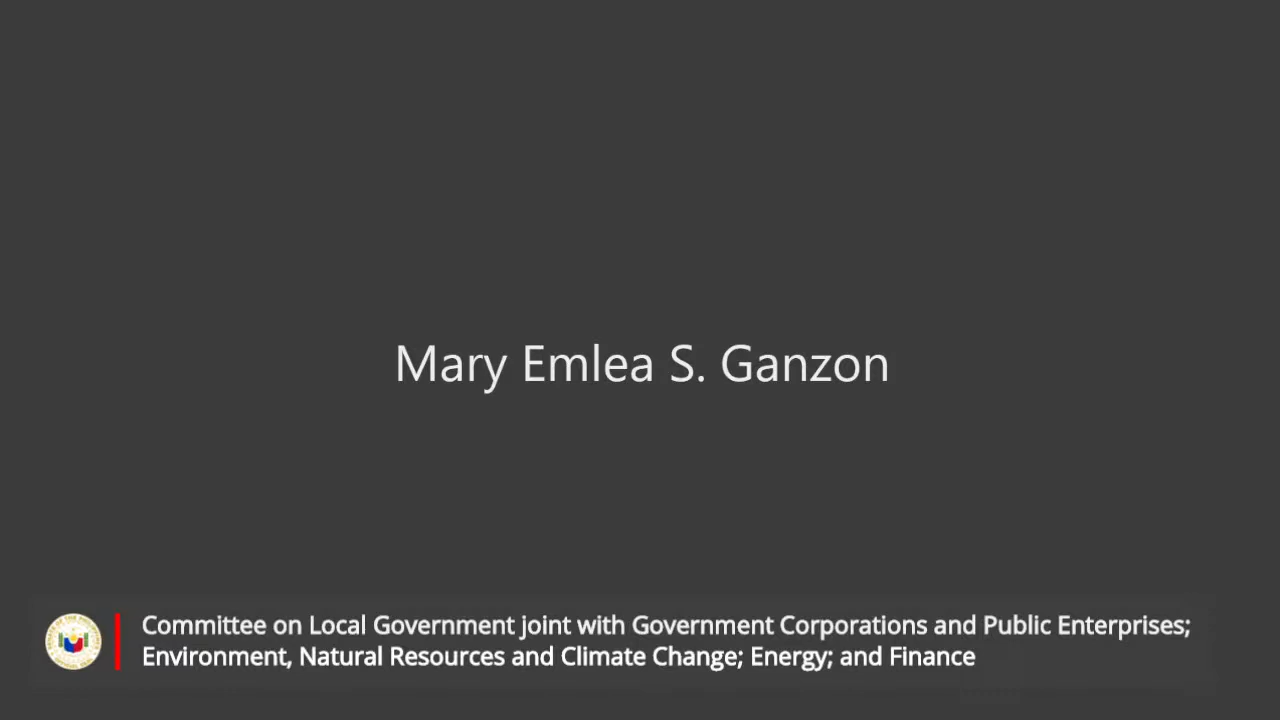 Mary Emlea S. Ganzon
Committee on Local Government joint with Government Corporations and Public Enterprises;
Environment, Natural Resources and Climate Change; Energy; and Finance